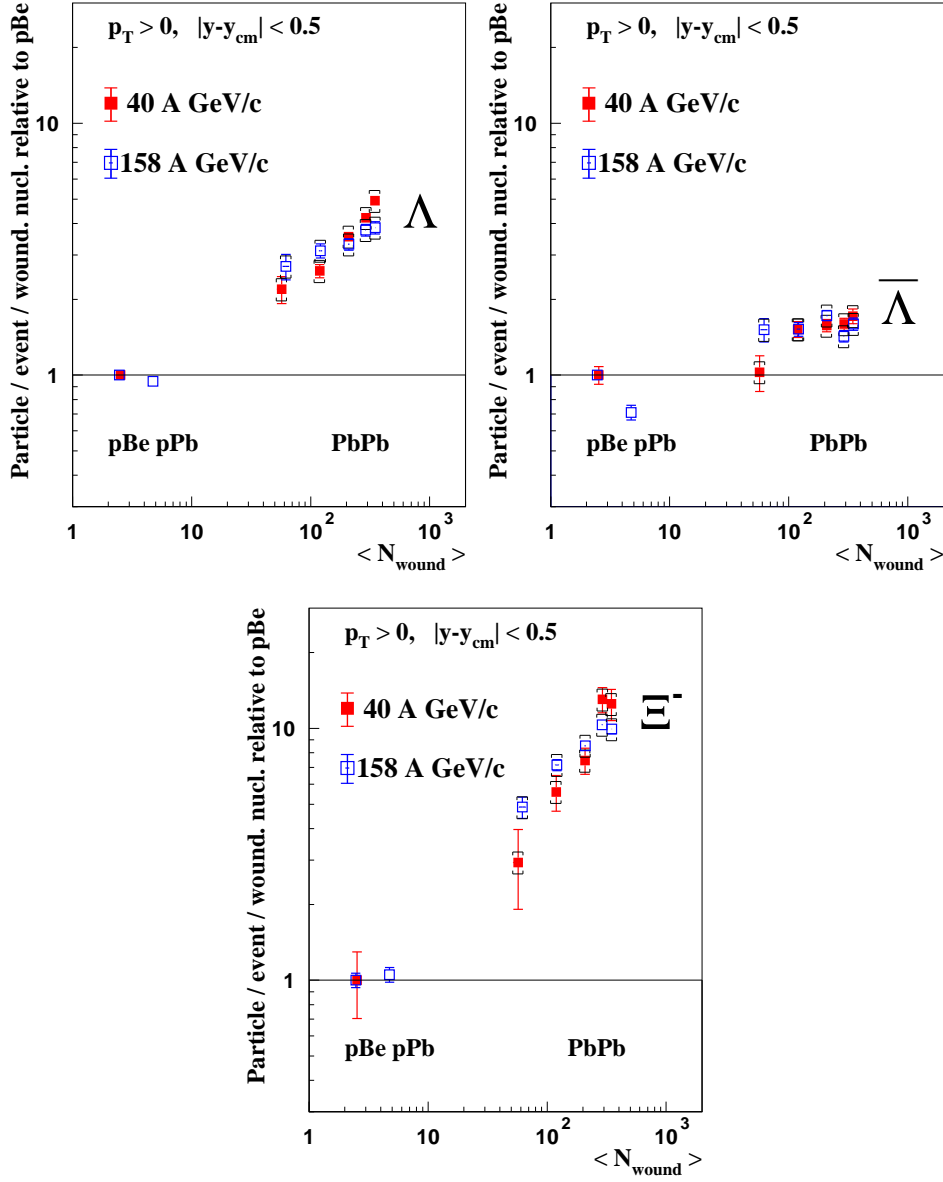 Particle / event / wound. nucl. relative to pBe
p_T > 0, |y-y_cm| < 0.5
40 A GeV/c
158 A GeV/c
Λ
10
1
pBe pPb
PbPb
1
10
10^2
10^3
< N_wound >
Particle / event / wound. nucl. relative to pBe
p_T > 0, |y-y_cm| < 0.5
40 A GeV/c
158 A GeV/c
Λ̅
10
1
pBe pPb
PbPb
1
10
10^2
10^3
< N_wound >
Particle / event / wound. nucl. relative to pBe
p_T > 0, |y-y_cm| < 0.5
40 A GeV/c
158 A GeV/c
Ξ^-
10
1
pBe pPb
PbPb
1
10
10^2
10^3
< N_wound >